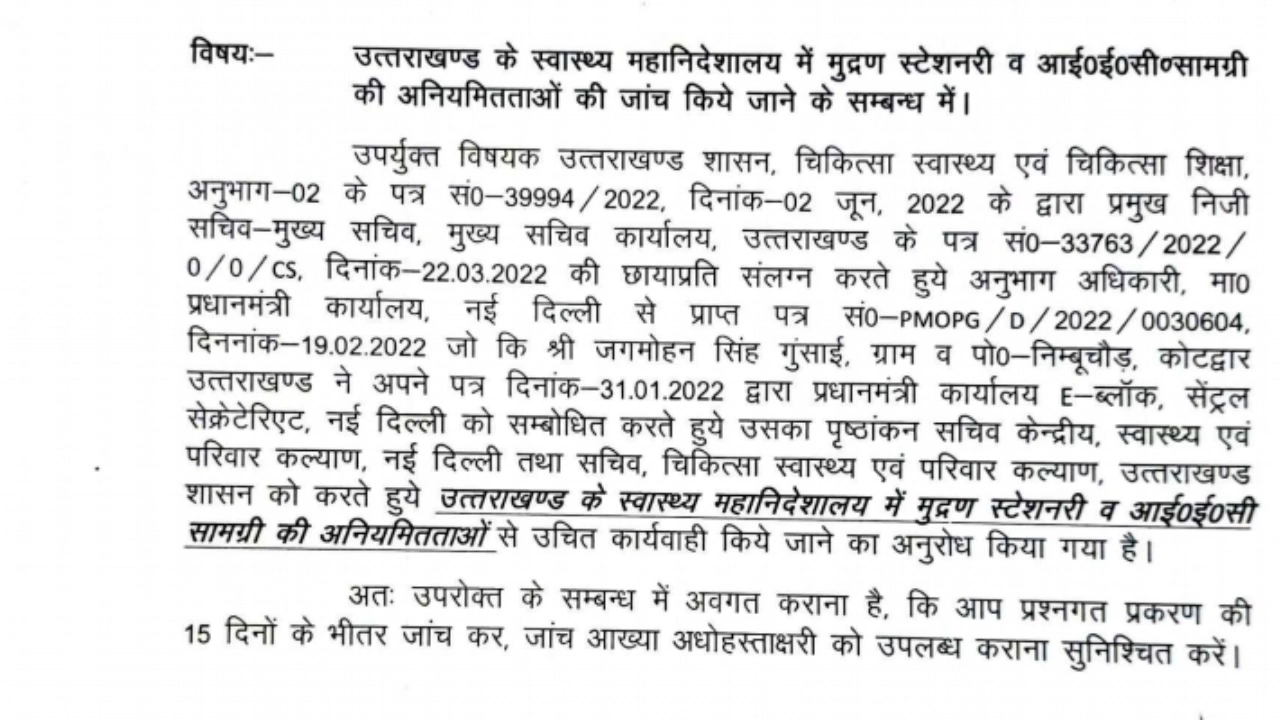 विषयः– उत्तराखण्ड के स्वास्थ्य महानिदेशालय में मुद्रण स्टेशनरी व आई0ई0सी०सामग्री
की अनियमितताओं की जांच किये जाने के सम्बन्ध में।
उपर्युक्त विषयक उत्तराखण्ड शासन, चिकित्सा स्वास्थ्य एवं चिकित्सा शिक्षा,
अनुभाग–02 के पत्र सं0–39994/2022, दिनांक–02 जून, 2022 के द्वारा प्रमुख निजी
सचिव–मुख्य सचिव, मुख्य सचिव कार्यालय, उत्तराखण्ड के पत्र सं0–33763/2022/
0/0/CS, दिनांक–22.03.2022 की छायाप्रति संलग्न करते हुये अनुभाग अधिकारी, मा0
प्रधानमंत्री कार्यालय, नई दिल्ली से प्राप्त पत्र सं0–PMOPG/D/2022/0030604,
दिननांक–19.02.2022 जो कि श्री जगमोहन सिंह गुंसाई, ग्राम व पो0–निम्बूचौड़, कोटद्वार
उत्तराखण्ड ने अपने पत्र दिनांक–31.01.2022 द्वारा प्रधानमंत्री कार्यालय E–ब्लॉक, सेंट्रल
सेक्रेटेरिएट, नई दिल्ली को सम्बोधित करते हुये उसका पृष्ठांकन सचिव केन्द्रीय, स्वास्थ्य एवं
परिवार कल्याण, नई दिल्ली तथा सचिव, चिकित्सा स्वास्थ्य एवं परिवार कल्याण, उत्तराखण्ड
शासन को करते हुये उत्तराखण्ड के स्वास्थ्य महानिदेशालय में मुद्रण स्टेशनरी व आई0ई0सी
सामग्री की अनियमितताओं से उचित कार्यवाही किये जाने का अनुरोध किया गया है।
अतः उपरोक्त के सम्बन्ध में अवगत कराना है, कि आप प्रश्नगत प्रकरण की
15 दिनों के भीतर जांच कर, जांच आख्या अधोहस्ताक्षरी को उपलब्ध कराना सुनिश्चित करें।